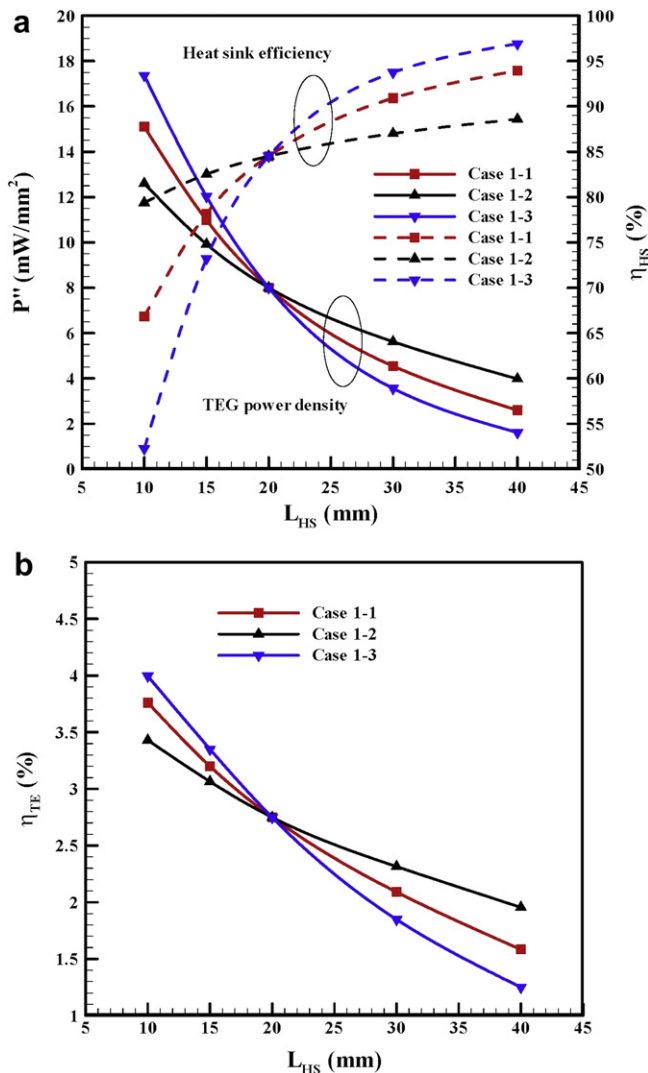 a
20
18
16
14
12
10
8
6
4
2
0
P'' (mW/mm²)
100
95
90
85
80
75
70
65
60
55
50
η_HS (%)
Heat sink efficiency
Case 1-1
Case 1-2
Case 1-3
Case 1-1
Case 1-2
Case 1-3
TEG power density
5 10 15 20 25 30 35 40 45
L_HS (mm)
b
5
4.5
4
3.5
3
2.5
2
1.5
1
η_TE (%)
Case 1-1
Case 1-2
Case 1-3
5 10 15 20 25 30 35 40 45
L_HS (mm)